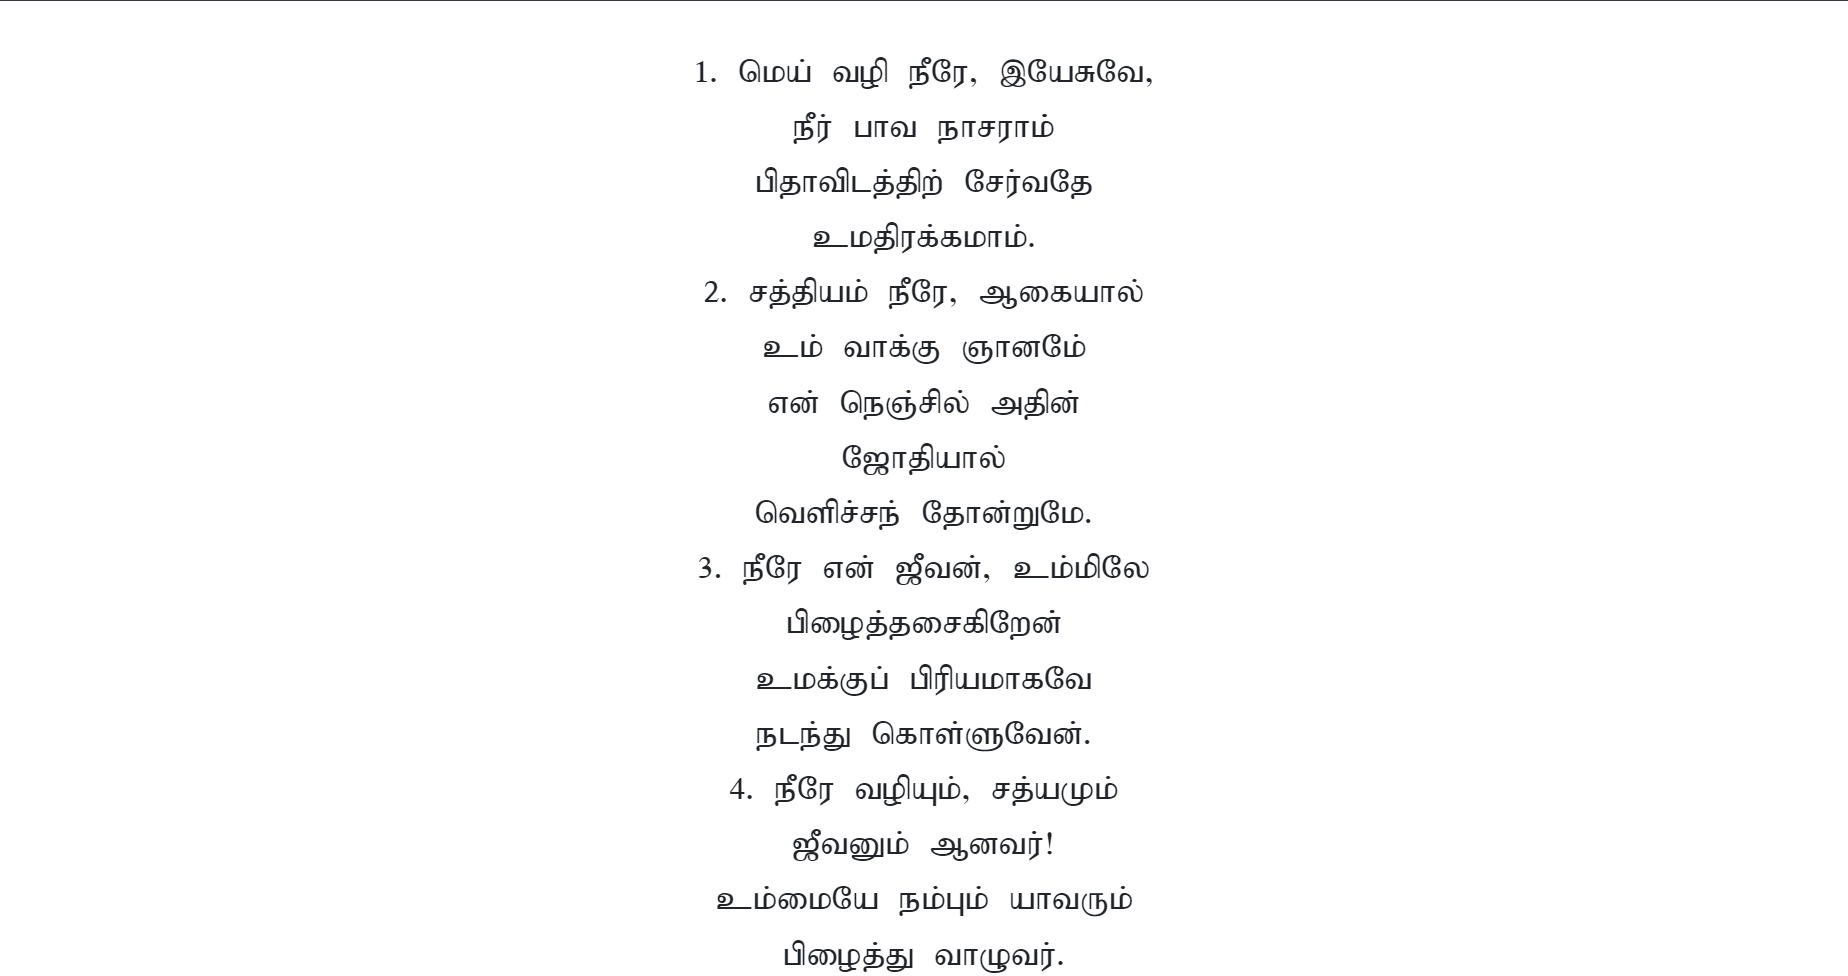 1. மெய் வழி நீரே, இயேசுவே,
நீர் பாவ நாசராம்
பிதாவிடத்திற் சேர்வதே
உமதிரக்கமாம்.
2. சத்தியம் நீரே, ஆகையால்
உம் வாக்கு ஞானமே
என் நெஞ்சில் அதின்
ஜோதியால்
வெளிச்சந் தோன்றுமே.
3. நீரே என் ஜீவன், உம்மிலே
பிழைத்தசைகிறேன்
உமக்குப் பிரியமாகவே
நடந்து கொள்ளுவேன்.
4. நீரே வழியும், சத்யமும்
ஜீவனும் ஆனவர்!
உம்மையே நம்பும் யாவரும்
பிழைத்து வாழுவர்.